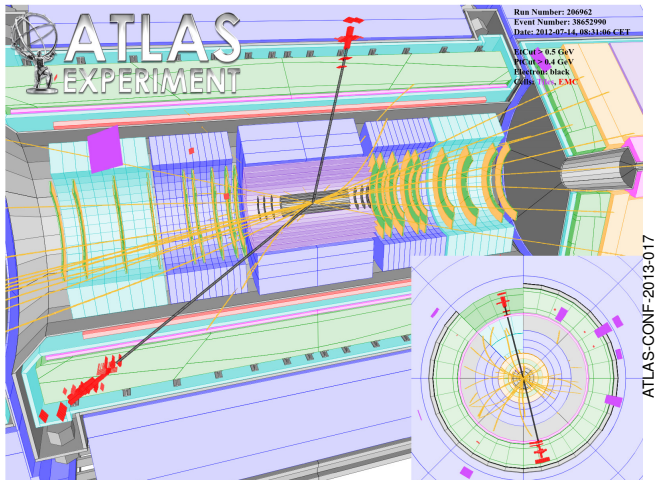 ATLAS
EXPERIMENT
Run Number: 206962
Event Number: 38652990
Date: 2012-07-14, 08:31:06 CET
EtCut > 0.5 GeV
PtCut > 0.4 GeV
Electron: black
Cells: Tiles, EMC
ATLAS-CONF-2013-017